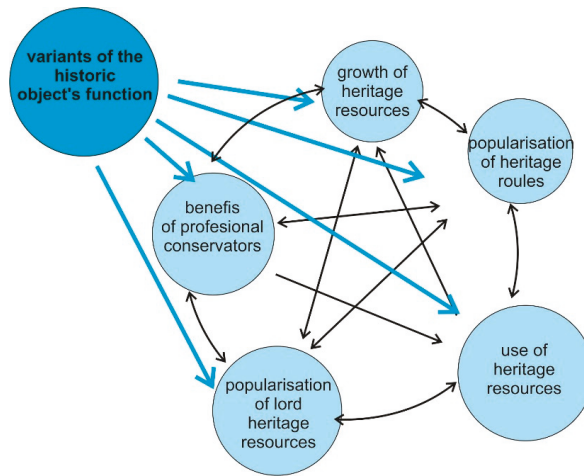 variants of the
historic
object's function
growth of
heritage
resources
popularisation
of heritage
roules
benefis
of profesional
conservators
use of
heritage
resources
popularisation
of lord heritage
resources